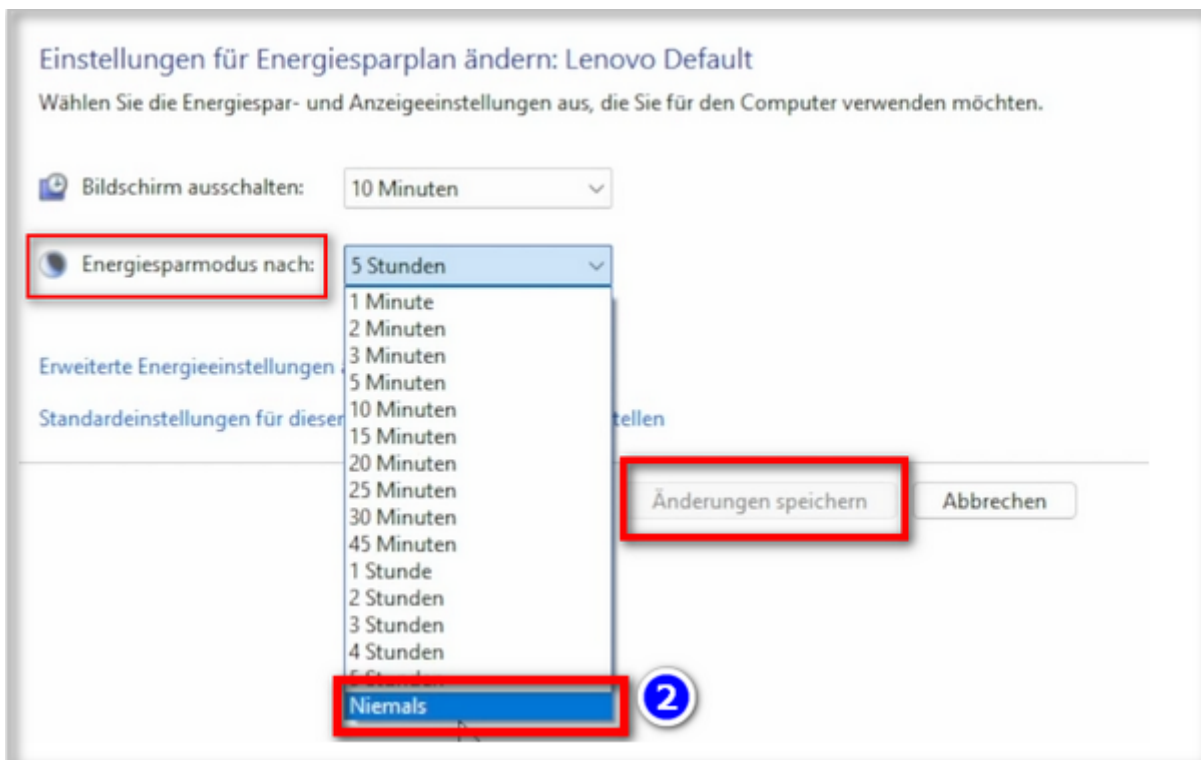 Einstellungen für Energiesparplan ändern: Lenovo Default
Wählen Sie die Energiespar- und Anzeigeeinstellungen aus, die Sie für den Computer verwenden möchten.
Bildschirm ausschalten: 10 Minuten
Energiesparmodus nach: 5 Stunden
1 Minute
2 Minuten
3 Minuten
Erweiterte Energieeinstellungen
5 Minuten
10 Minuten
Standardeinstellungen für diesen tellen
15 Minuten
20 Minuten
25 Minuten
Änderungen speichern Abbrechen
30 Minuten
45 Minuten
1 Stunde
2 Stunden
3 Stunden
4 Stunden
5 Stunden
Niemals 2